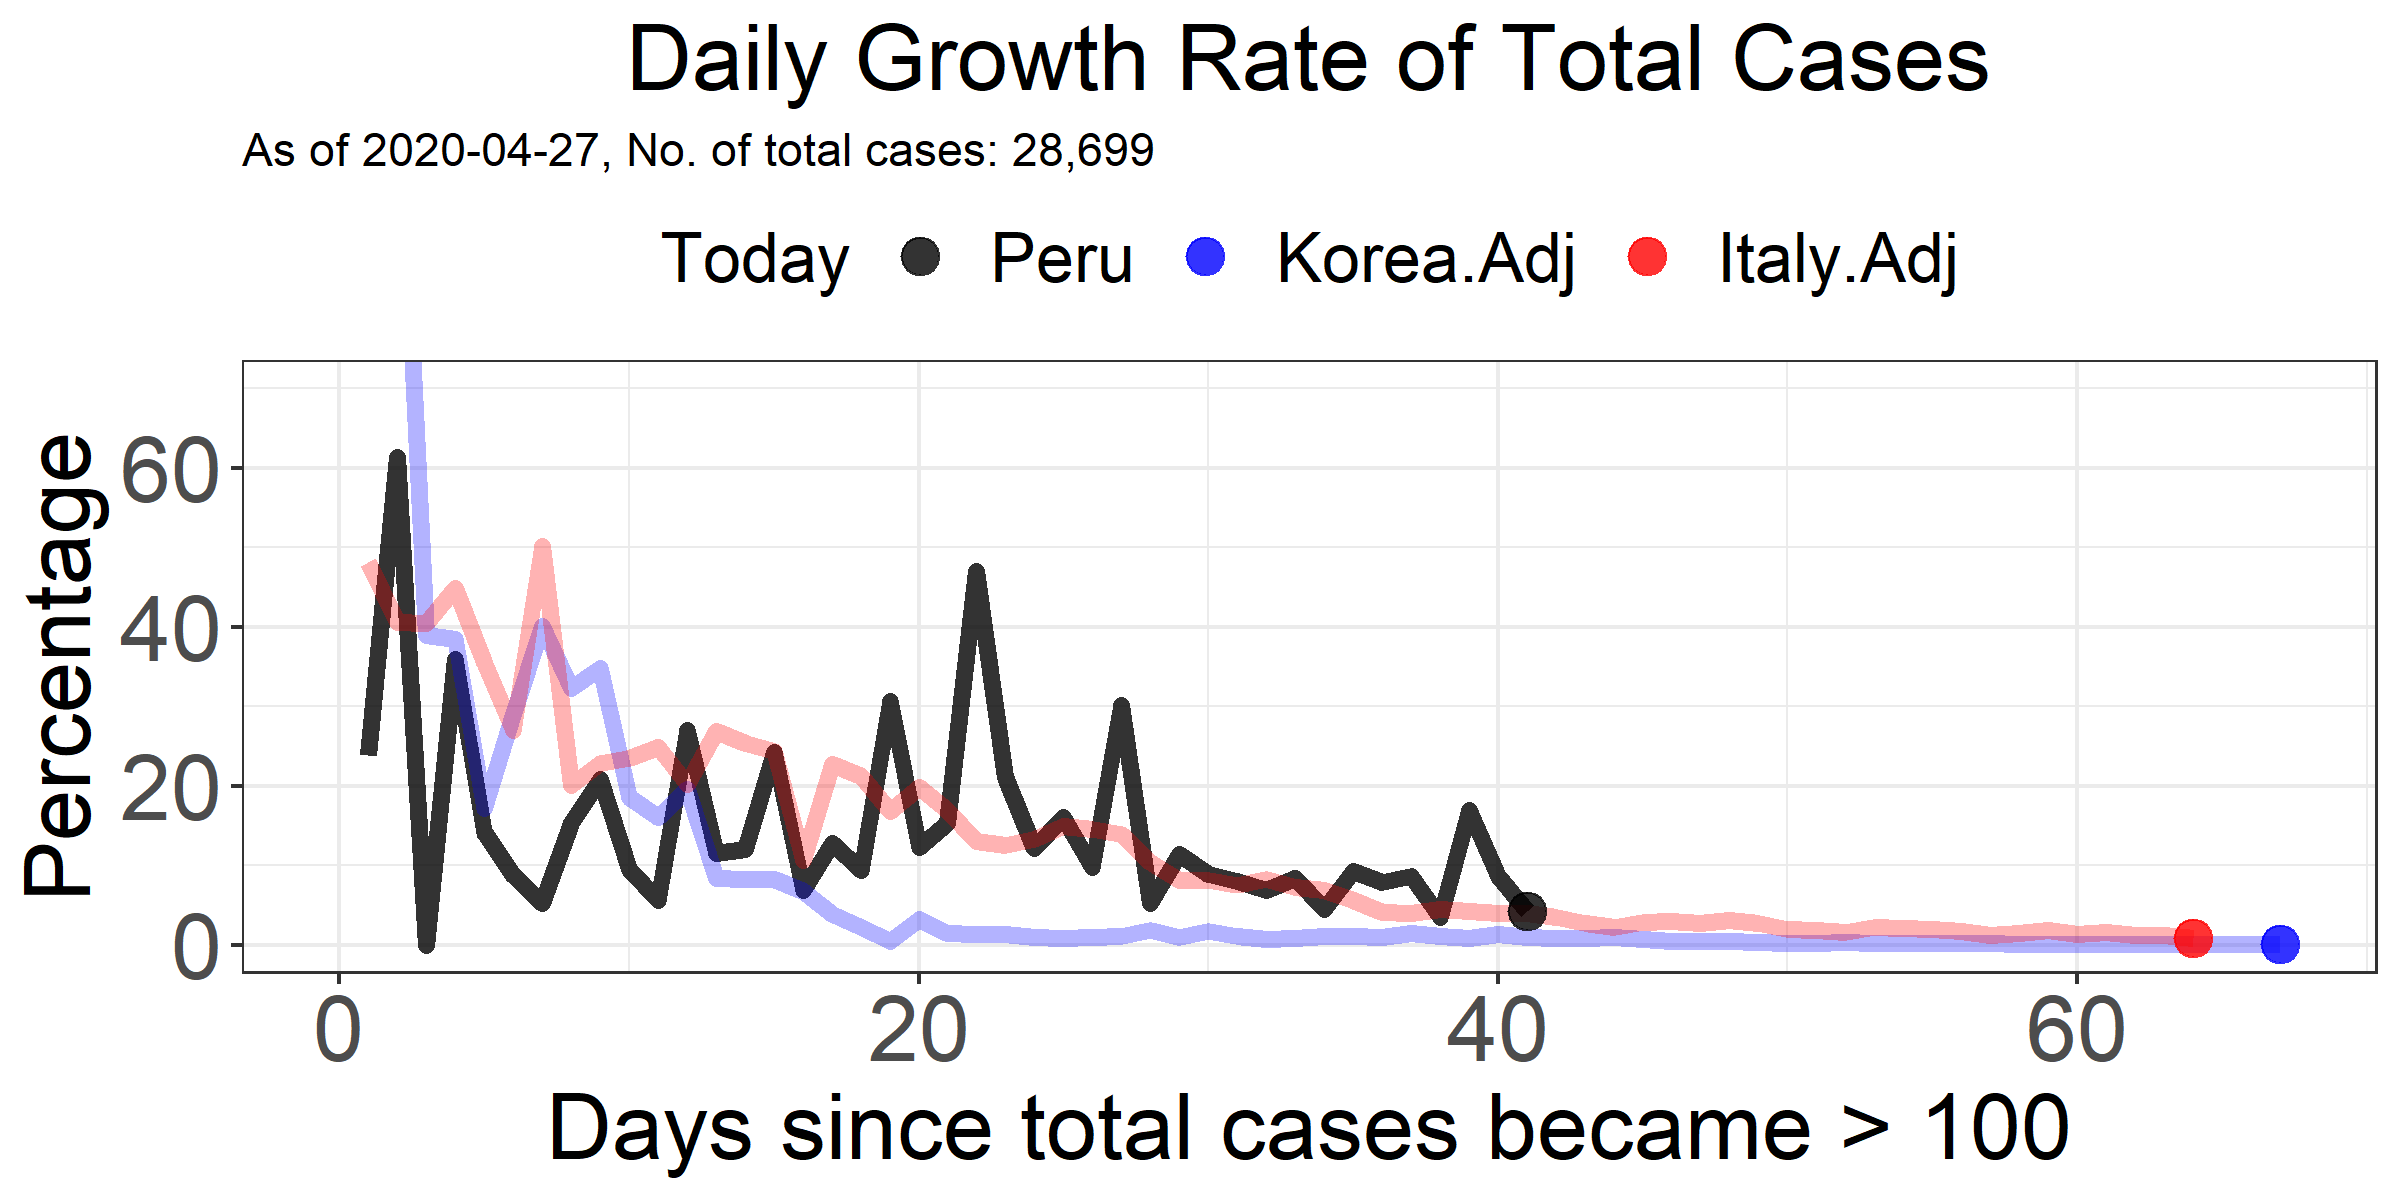 Daily Growth Rate of Total Cases
As of 2020-04-27, No. of total cases: 28,699
Today Peru Korea.Adj Italy.Adj
Percentage
60
40
20
0
0 20 40 60
Days since total cases became > 100